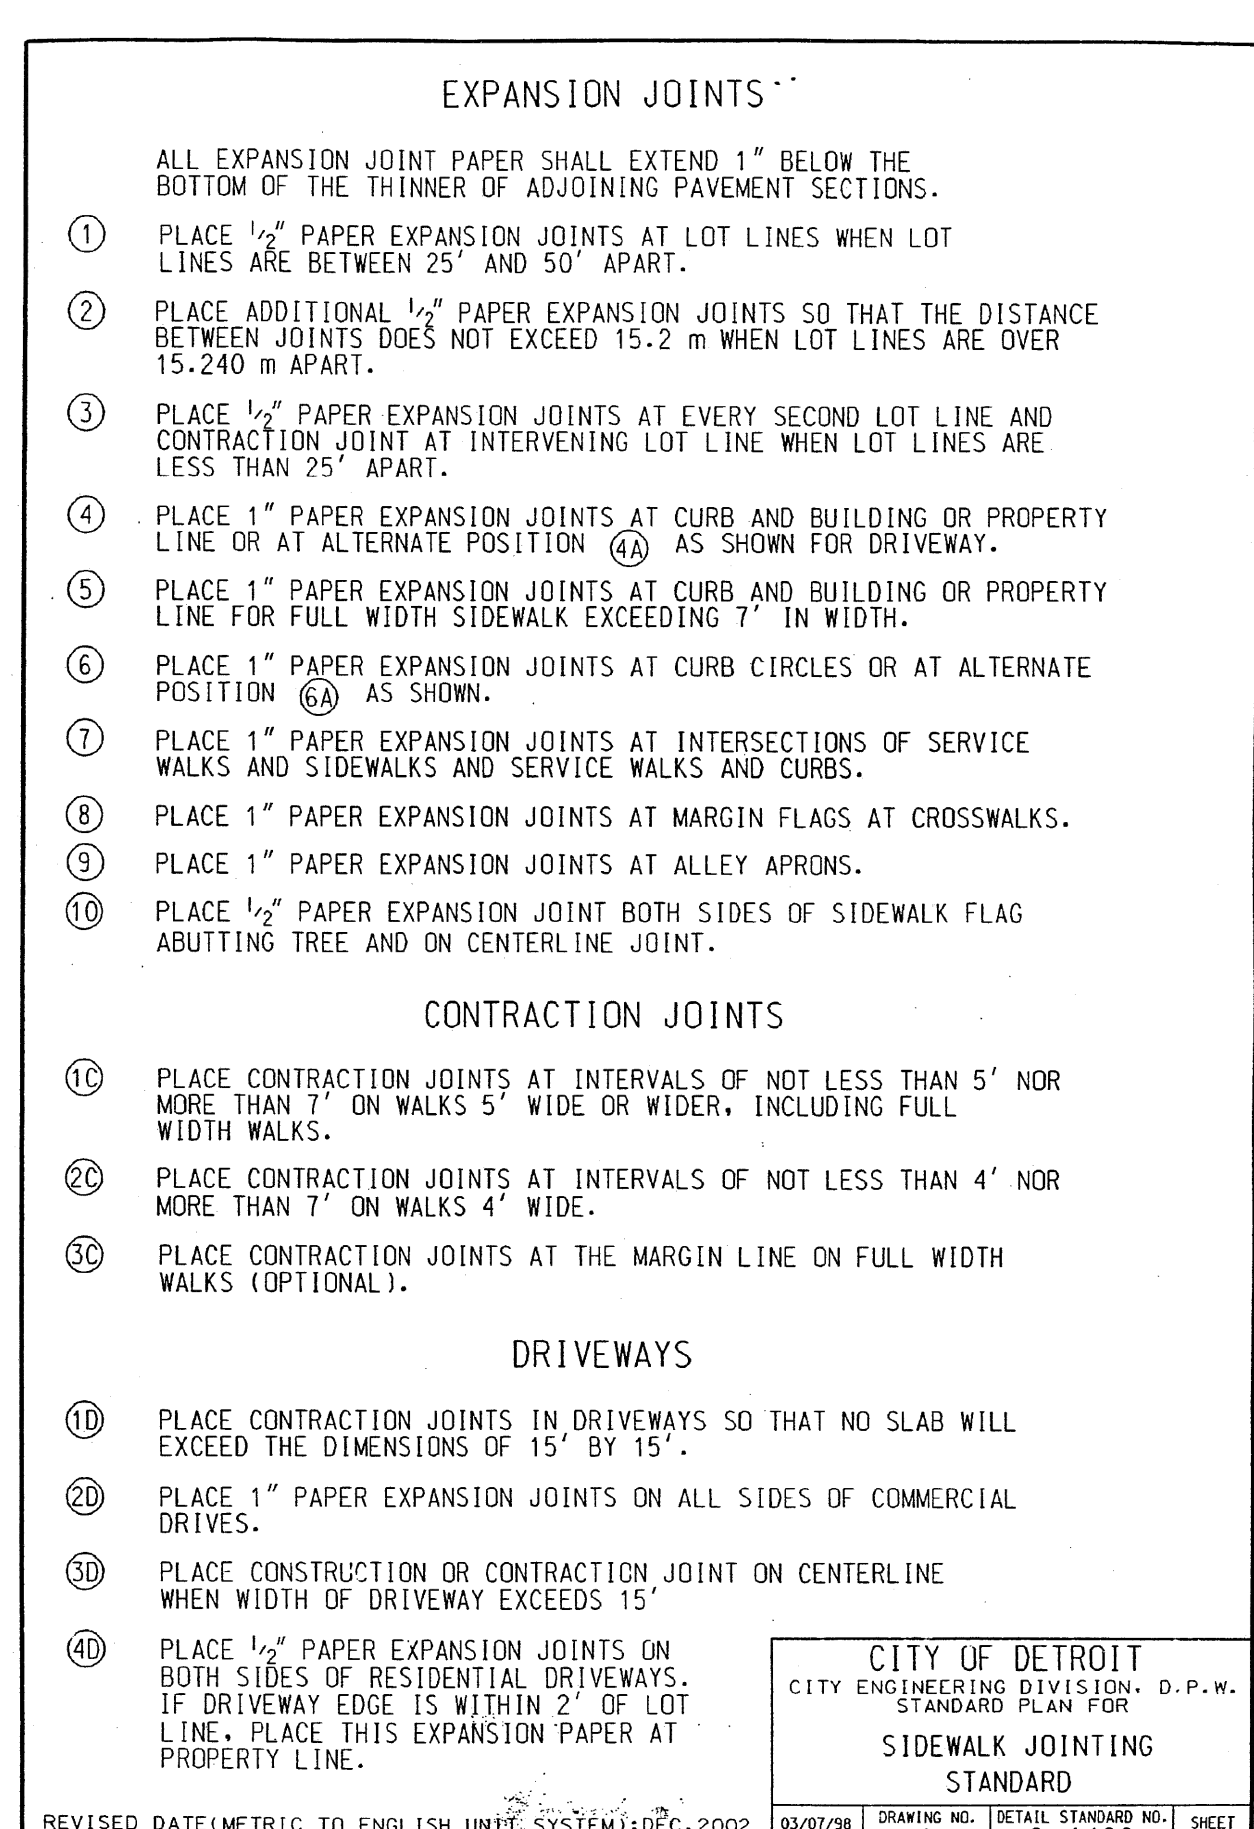 EXPANSION JOINTS
ALL EXPANSION JOINT PAPER SHALL EXTEND 1" BELOW THE
BOTTOM OF THE THINNER OF ADJOINING PAVEMENT SECTIONS.
1 PLACE 1/2" PAPER EXPANSION JOINTS AT LOT LINES WHEN LOT
LINES ARE BETWEEN 25' AND 50' APART.
2 PLACE ADDITIONAL 1/2" PAPER EXPANSION JOINTS SO THAT THE DISTANCE
BETWEEN JOINTS DOES NOT EXCEED 15.2 m WHEN LOT LINES ARE OVER
15.240 m APART.
3 PLACE 1/2" PAPER EXPANSION JOINTS AT EVERY SECOND LOT LINE AND
CONTRACTION JOINT AT INTERVENING LOT LINE WHEN LOT LINES ARE
LESS THAN 25' APART.
4 PLACE 1" PAPER EXPANSION JOINTS AT CURB AND BUILDING OR PROPERTY
LINE OR AT ALTERNATE POSITION 4A AS SHOWN FOR DRIVEWAY.
5 PLACE 1" PAPER EXPANSION JOINTS AT CURB AND BUILDING OR PROPERTY
LINE FOR FULL WIDTH SIDEWALK EXCEEDING 7' IN WIDTH.
6 PLACE 1" PAPER EXPANSION JOINTS AT CURB CIRCLES OR AT ALTERNATE
POSITION 6A AS SHOWN.
7 PLACE 1" PAPER EXPANSION JOINTS AT INTERSECTIONS OF SERVICE
WALKS AND SIDEWALKS AND SERVICE WALKS AND CURBS.
8 PLACE 1" PAPER EXPANSION JOINTS AT MARGIN FLAGS AT CROSSWALKS.
9 PLACE 1" PAPER EXPANSION JOINTS AT ALLEY APRONS.
10 PLACE 1/2" PAPER EXPANSION JOINT BOTH SIDES OF SIDEWALK FLAG
ABUTTING TREE AND ON CENTERLINE JOINT.
CONTRACTION JOINTS
1C PLACE CONTRACTION JOINTS AT INTERVALS OF NOT LESS THAN 5' NOR
MORE THAN 7' ON WALKS 5' WIDE OR WIDER, INCLUDING FULL
WIDTH WALKS.
2C PLACE CONTRACTION JOINTS AT INTERVALS OF NOT LESS THAN 4' NOR
MORE THAN 7' ON WALKS 4' WIDE.
3C PLACE CONTRACTION JOINTS AT THE MARGIN LINE ON FULL WIDTH
WALKS (OPTIONAL).
DRIVEWAYS
1D PLACE CONTRACTION JOINTS IN DRIVEWAYS SO THAT NO SLAB WILL
EXCEED THE DIMENSIONS OF 15' BY 15'.
2D PLACE 1" PAPER EXPANSION JOINTS ON ALL SIDES OF COMMERCIAL
DRIVES.
3D PLACE CONSTRUCTION OR CONTRACTION JOINT ON CENTERLINE
WHEN WIDTH OF DRIVEWAY EXCEEDS 15'
4D PLACE 1/2" PAPER EXPANSION JOINTS ON
BOTH SIDES OF RESIDENTIAL DRIVEWAYS.
IF DRIVEWAY EDGE IS WITHIN 2' OF LOT
LINE, PLACE THIS EXPANSION PAPER AT
PROPERTY LINE.
CITY OF DETROIT
CITY ENGINEERING DIVISION, D.P.W.
STANDARD PLAN FOR
SIDEWALK JOINTING
STANDARD
REVISED DATE(METRIC TO ENGLISH UNIT SYSTEM):DEC.2002
03/07/98 DRAWING NO. DETAIL STANDARD NO. SHEET